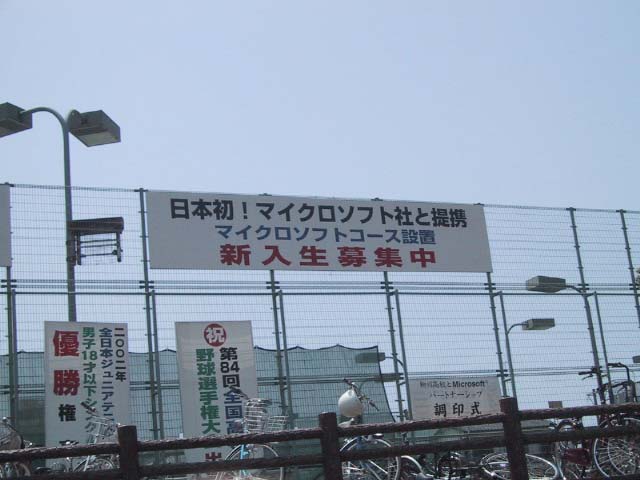 日本初！マイクロソフト社と提携
マイクロソフトコース設置
新入生募集中
二〇〇二年
全日本ジュニアテニ
男子18才以下
優勝
祝
第84回全国高
野球選手権大
とMicrosoft
パートナーシップ
調印式